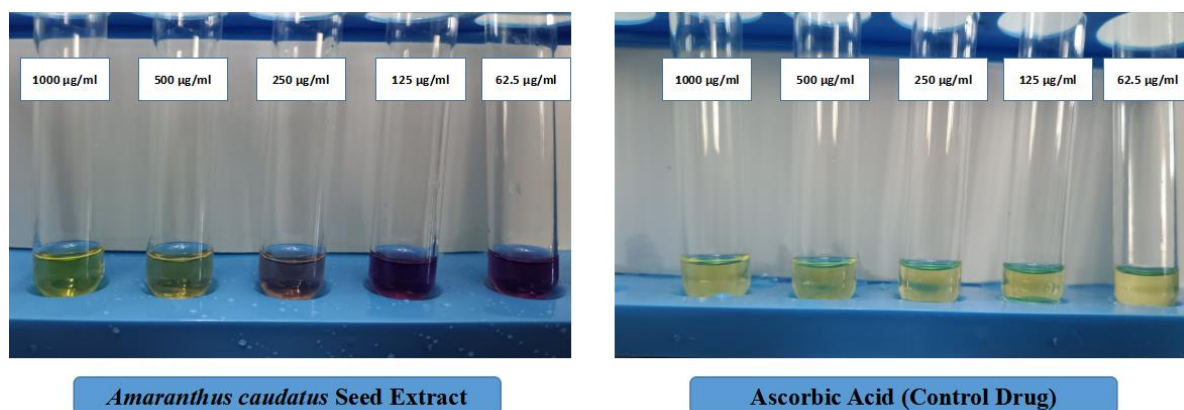 1000 µg/ml
500 µg/ml
250 µg/ml
125 µg/ml
62.5 µg/ml
1000 µg/ml
500 µg/ml
250 µg/ml
125 µg/ml
62.5 µg/ml
Amaranthus caudatus Seed Extract
Ascorbic Acid (Control Drug)